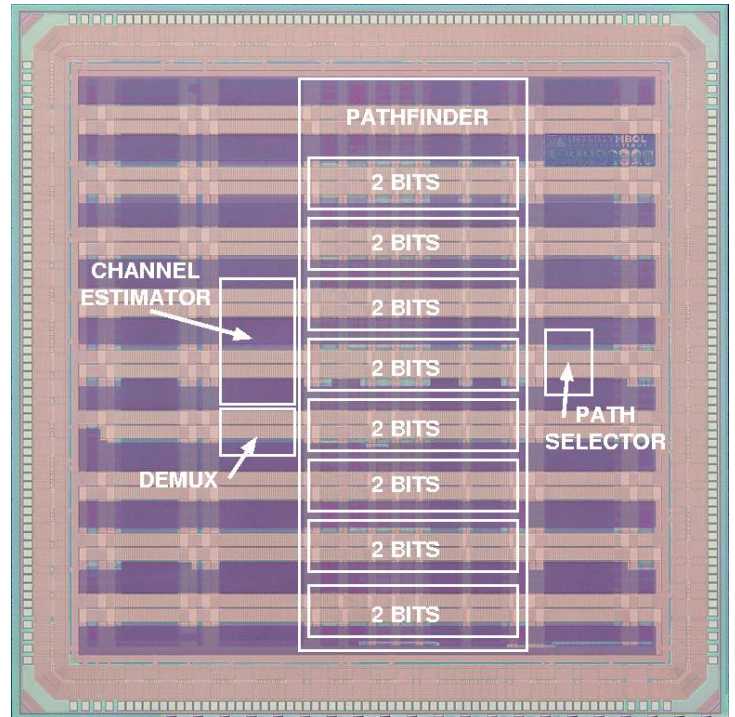 PATHFINDER
INTERSYMBOL
2 BITS
2 BITS
CHANNEL
ESTIMATOR
2 BITS
2 BITS
PATH
SELECTOR
2 BITS
DEMUX
2 BITS
2 BITS
2 BITS